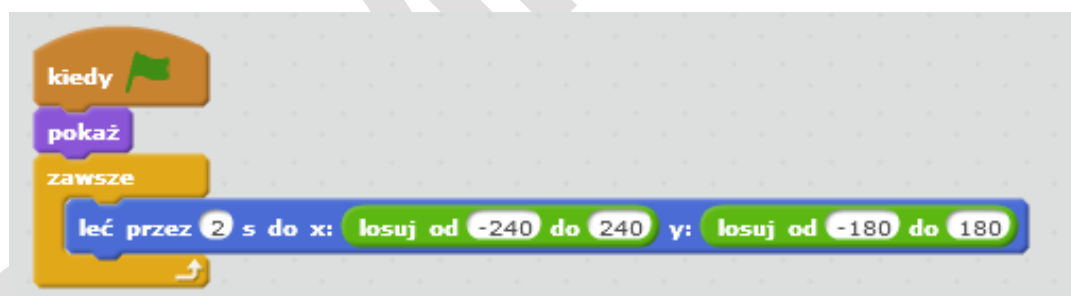 kiedy
pokaż
zawsze
leć przez 2 s do x: losuj od -240 do 240 y: losuj od -180 do 180